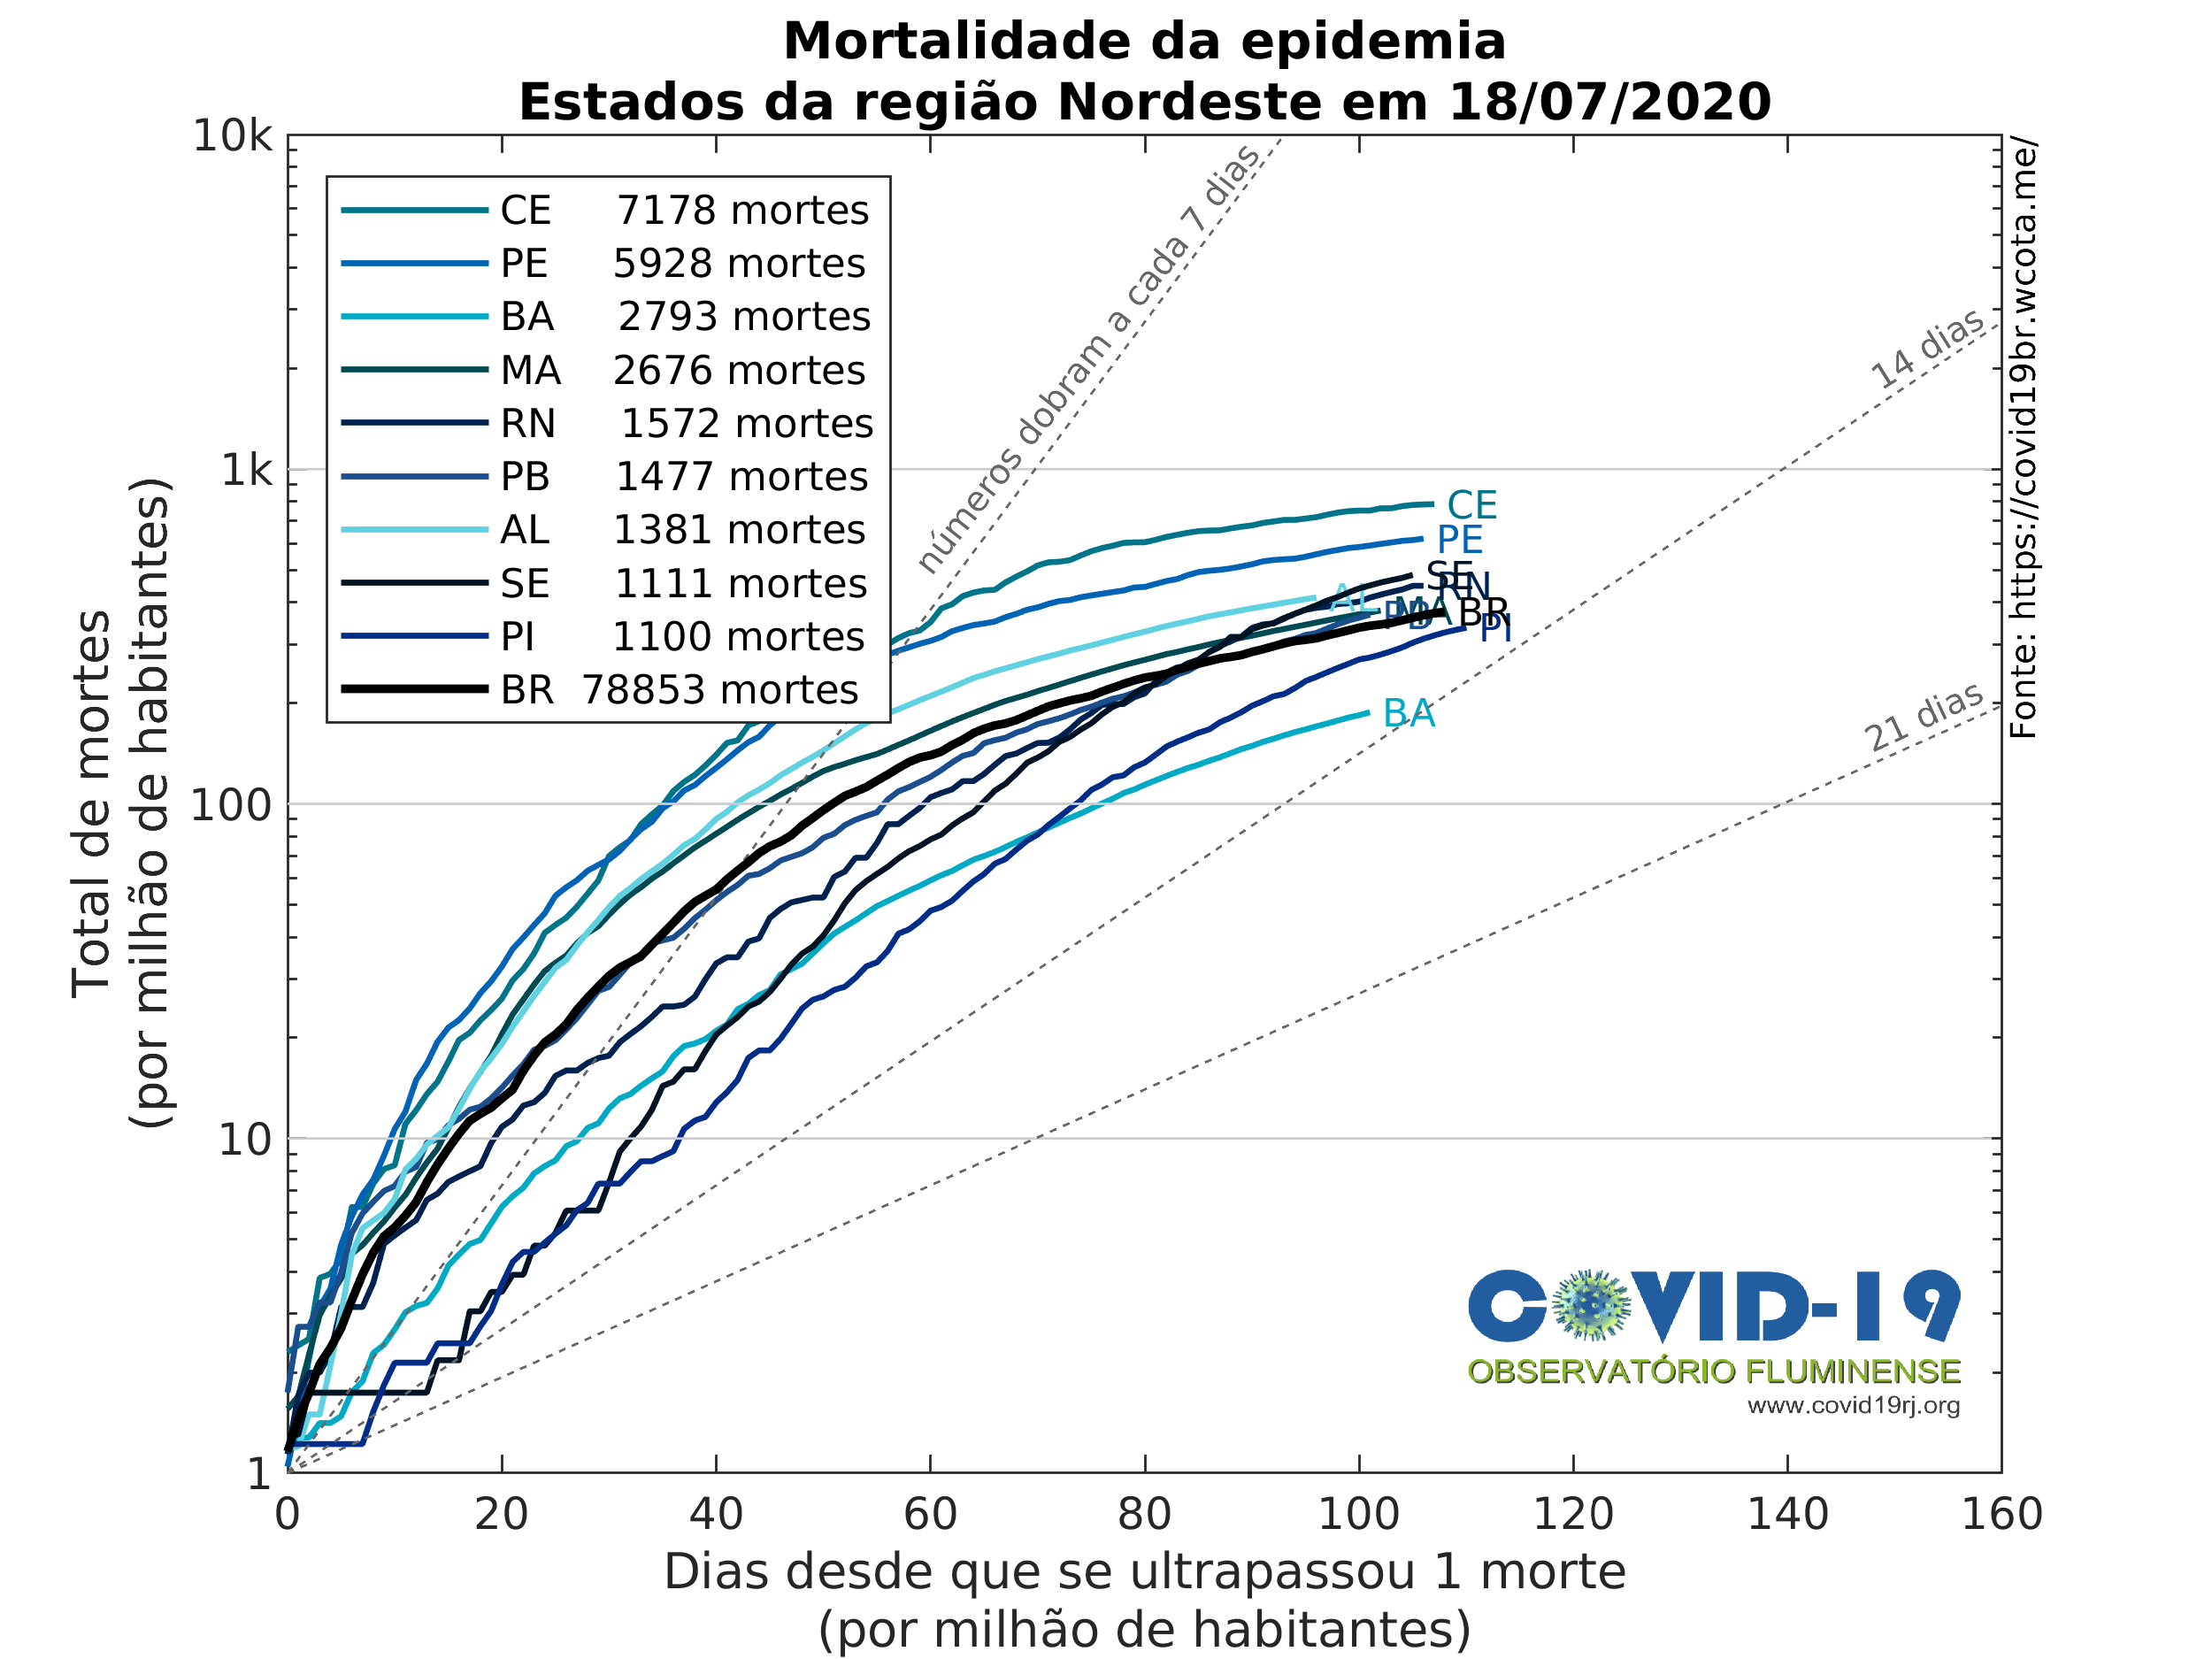 Mortalidade da epidemia
Estados da região Nordeste em 18/07/2020
10k
1k
100
10
1
Total de mortes
(por milhão de habitantes)
CE 7178 mortes
PE 5928 mortes
BA 2793 mortes
MA 2676 mortes
RN 1572 mortes
PB 1477 mortes
AL 1381 mortes
SE 1111 mortes
PI 1100 mortes
BR 78853 mortes
números dobram a cada 7 dias
14 dias
21 dias
CE
PE
SE
RN
AL
PB
MA
BR
PI
BA
Fonte: https://covid19br.wcota.me/
COVID-19
OBSERVATÓRIO FLUMINENSE
www.covid19rj.org
0 20 40 60 80 100 120 140 160
Dias desde que se ultrapassou 1 morte
(por milhão de habitantes)